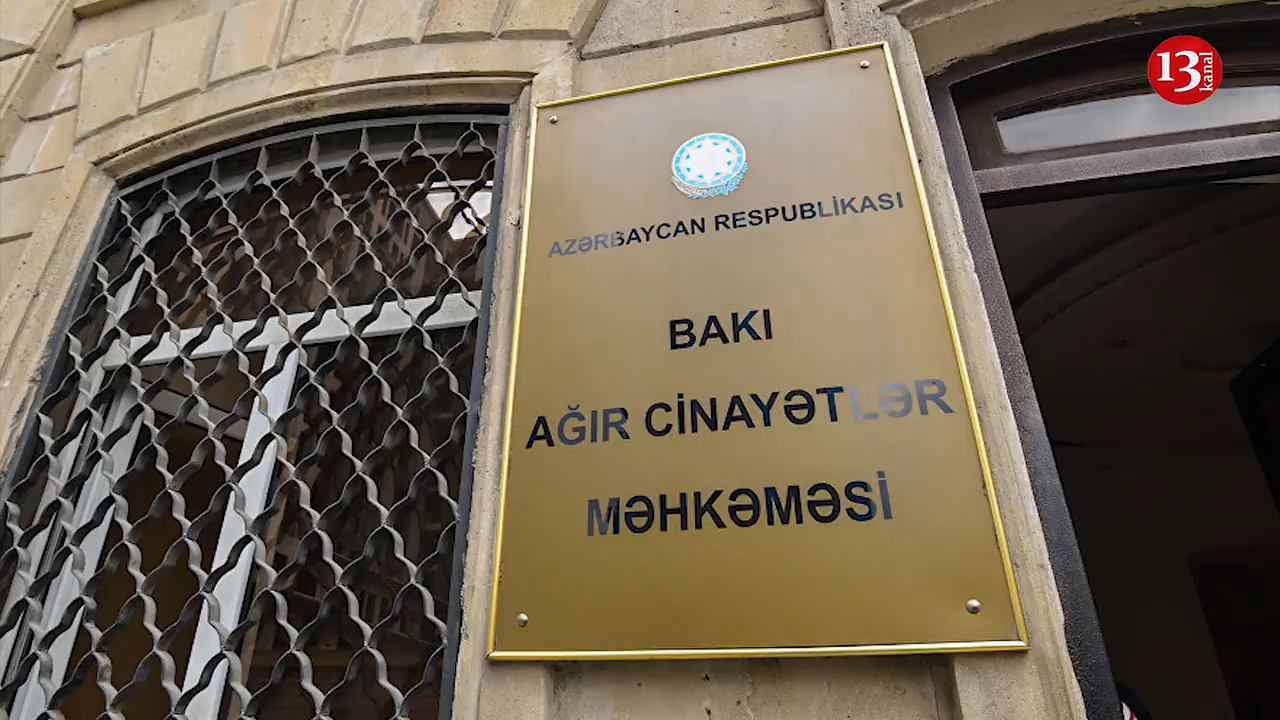 13
kanal
AZƏRBAYCAN RESPUBLİKASI
BAKI
AĞIR CİNAYƏTLƏR
MƏHKƏMƏSİ